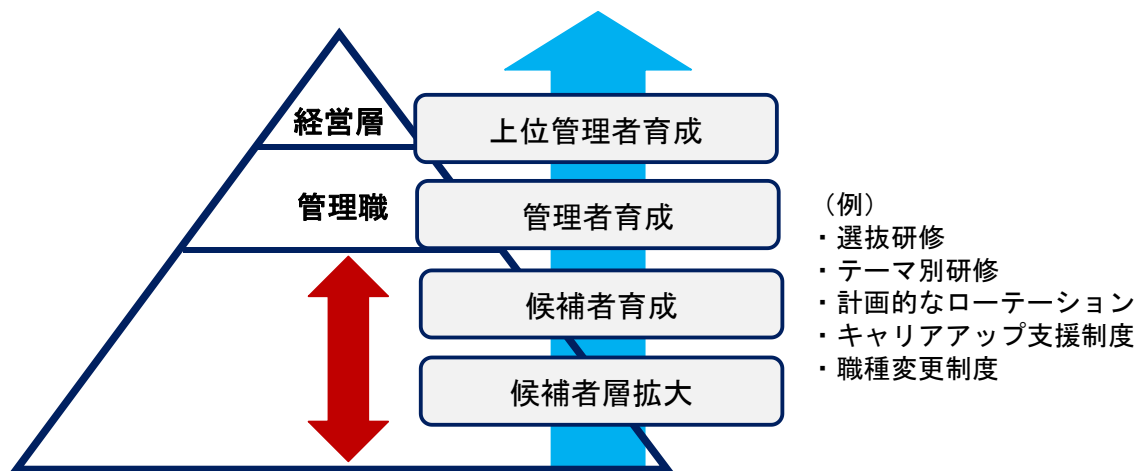 経営層
上位管理者育成
管理職
管理者育成
候補者育成
候補者層拡大
（例）
・選抜研修
・テーマ別研修
・計画的なローテーション
・キャリアアップ支援制度
・職種変更制度